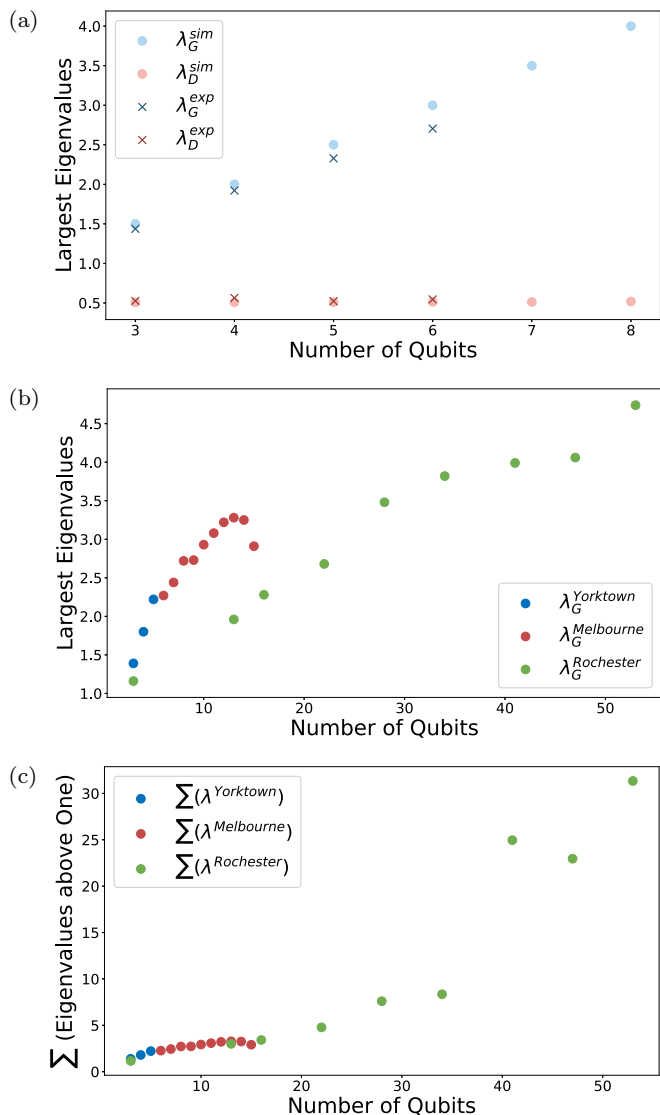 (a)
Largest Eigenvalues
4.0
3.5
3.0
2.5
2.0
1.5
1.0
0.5
λ_G^sim
λ_D^sim
λ_G^exp
λ_D^exp
3 4 5 6 7 8
Number of Qubits
(b)
Largest Eigenvalues
4.5
4.0
3.5
3.0
2.5
2.0
1.5
1.0
λ_G^Yorktown
λ_G^Melbourne
λ_G^Rochester
10 20 30 40 50
Number of Qubits
(c)
∑ (Eigenvalues above One)
30
25
20
15
10
5
0
∑(λ^Yorktown)
∑(λ^Melbourne)
∑(λ^Rochester)
10 20 30 40 50
Number of Qubits